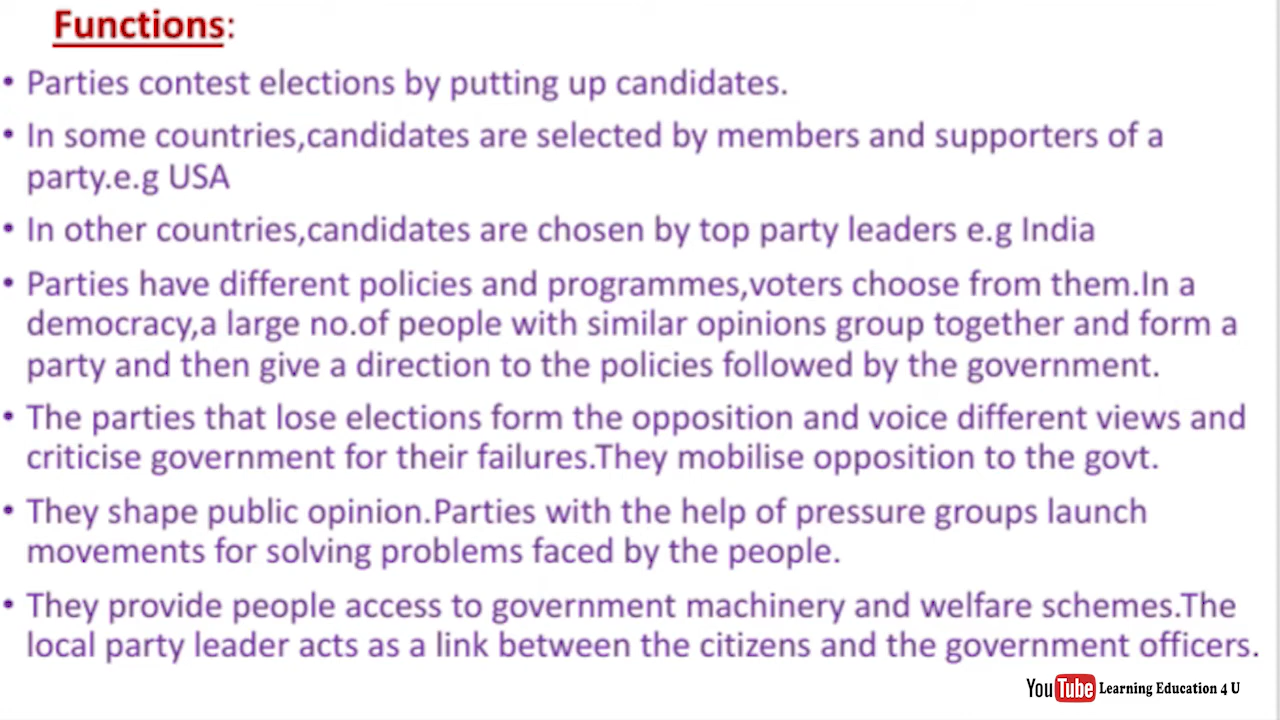 Functions:
• Parties contest elections by putting up candidates.
• In some countries,candidates are selected by members and supporters of a
party.e.g USA
• In other countries,candidates are chosen by top party leaders e.g India
• Parties have different policies and programmes,voters choose from them.In a
democracy,a large no.of people with similar opinions group together and form a
party and then give a direction to the policies followed by the government.
• The parties that lose elections form the opposition and voice different views and
criticise government for their failures.They mobilise opposition to the govt.
• They shape public opinion.Parties with the help of pressure groups launch
movements for solving problems faced by the people.
• They provide people access to government machinery and welfare schemes.The
local party leader acts as a link between the citizens and the government officers.
YouTube Learning Education 4 U